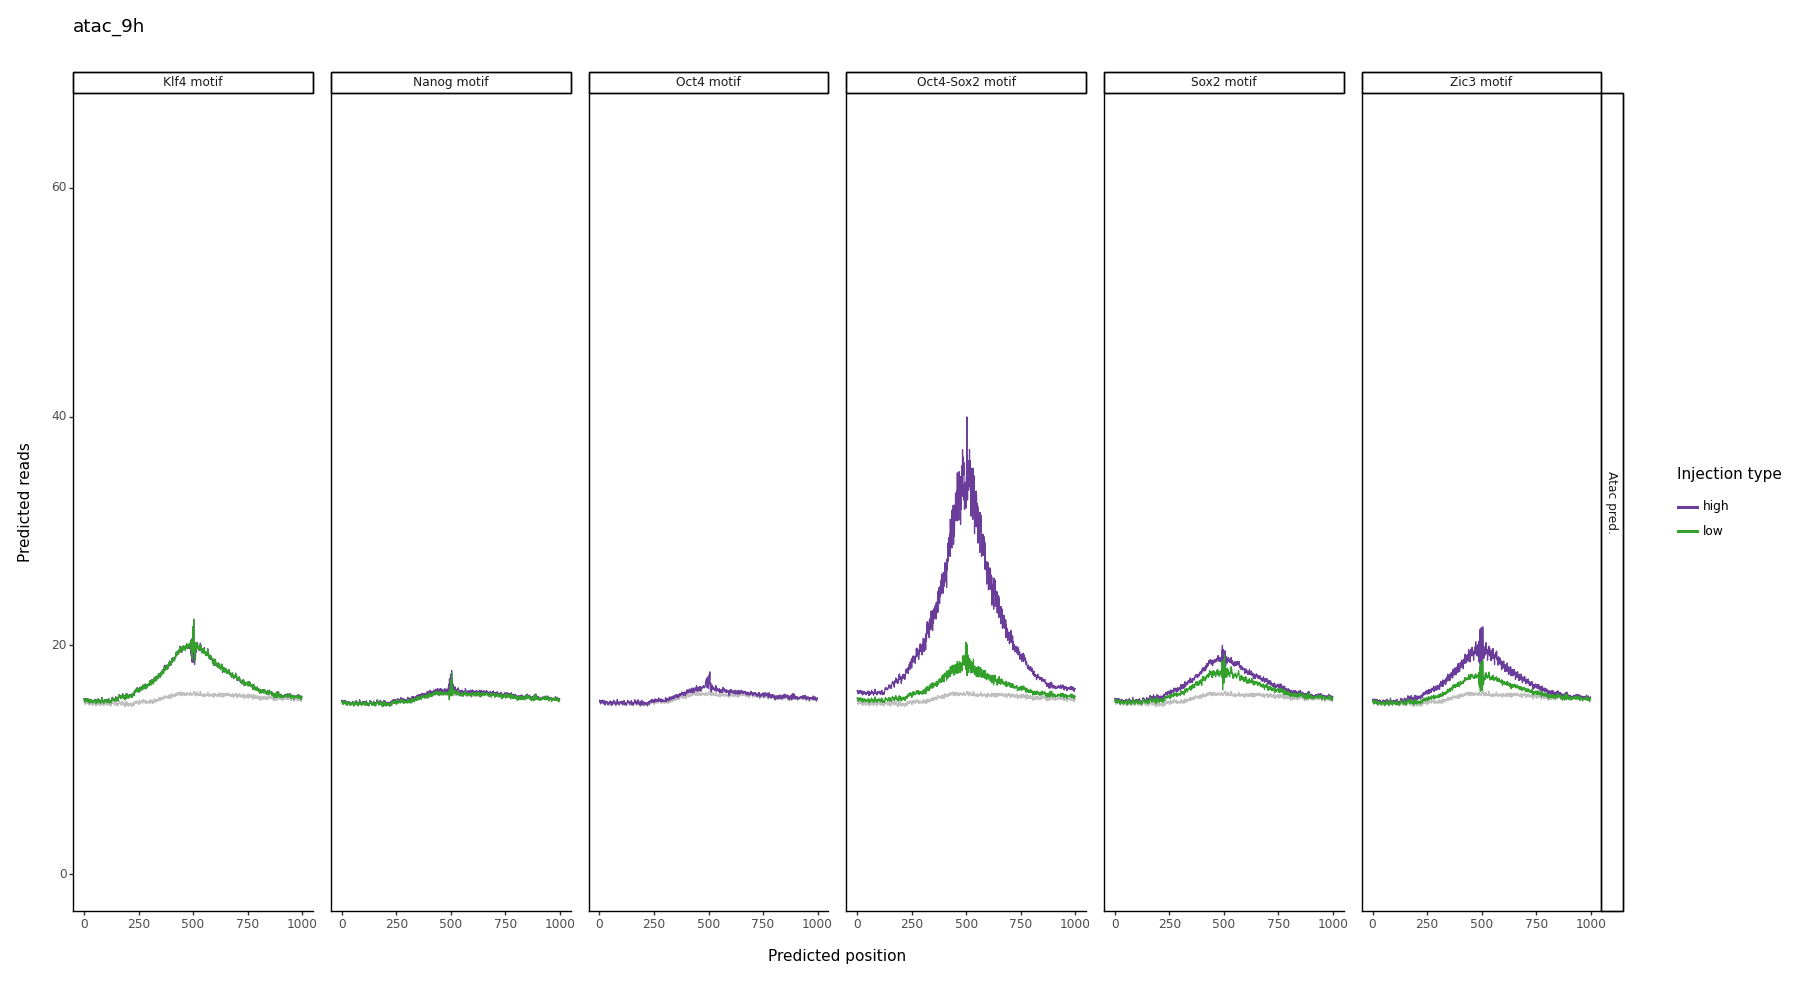 atac_9h
Klf4 motif
Nanog motif
Oct4 motif
Oct4-Sox2 motif
Sox2 motif
Zic3 motif
60
40
20
0
Predicted reads
0 250 500 750 1000
0 250 500 750 1000
0 250 500 750 1000
0 250 500 750 1000
0 250 500 750 1000
0 250 500 750 1000
Predicted position
Atac pred.
Injection type
high
low